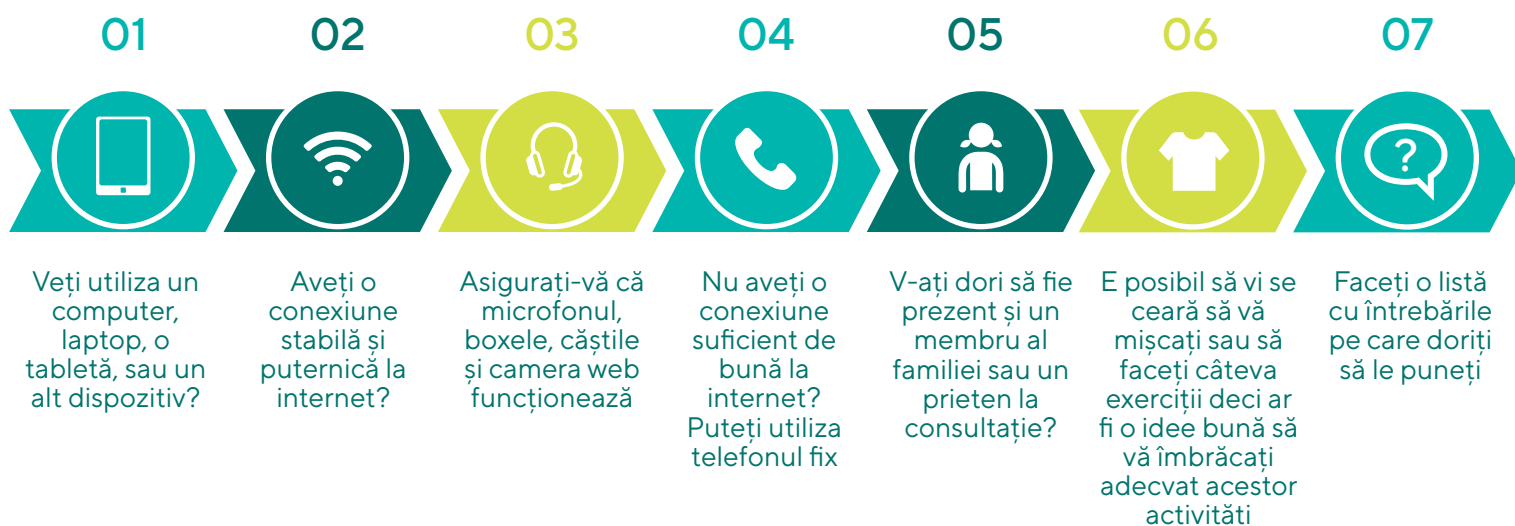 01
02
03
04
05
06
07
?
Veți utiliza un
computer,
laptop, o
tabletă, sau un
alt dispozitiv?
Aveți o
conexiune
stabilă și
puternică la
internet?
Asigurați-vă că
microfonul,
boxele, căștile
și camera web
funcționează
Nu aveți o
conexiune
suficient de
bună la
internet?
Puteți utiliza
telefonul fix
V-ați dori să fie
prezent și un
membru al
familiei sau un
prieten la
consultație?
E posibil să vi se
ceară să vă
mișcați sau să
faceți câteva
exerciții deci ar
fi o idee bună să
vă îmbrăcați
adecvat acestor
activităti
Faceți o listă
cu întrebările
pe care doriți
să le puneți